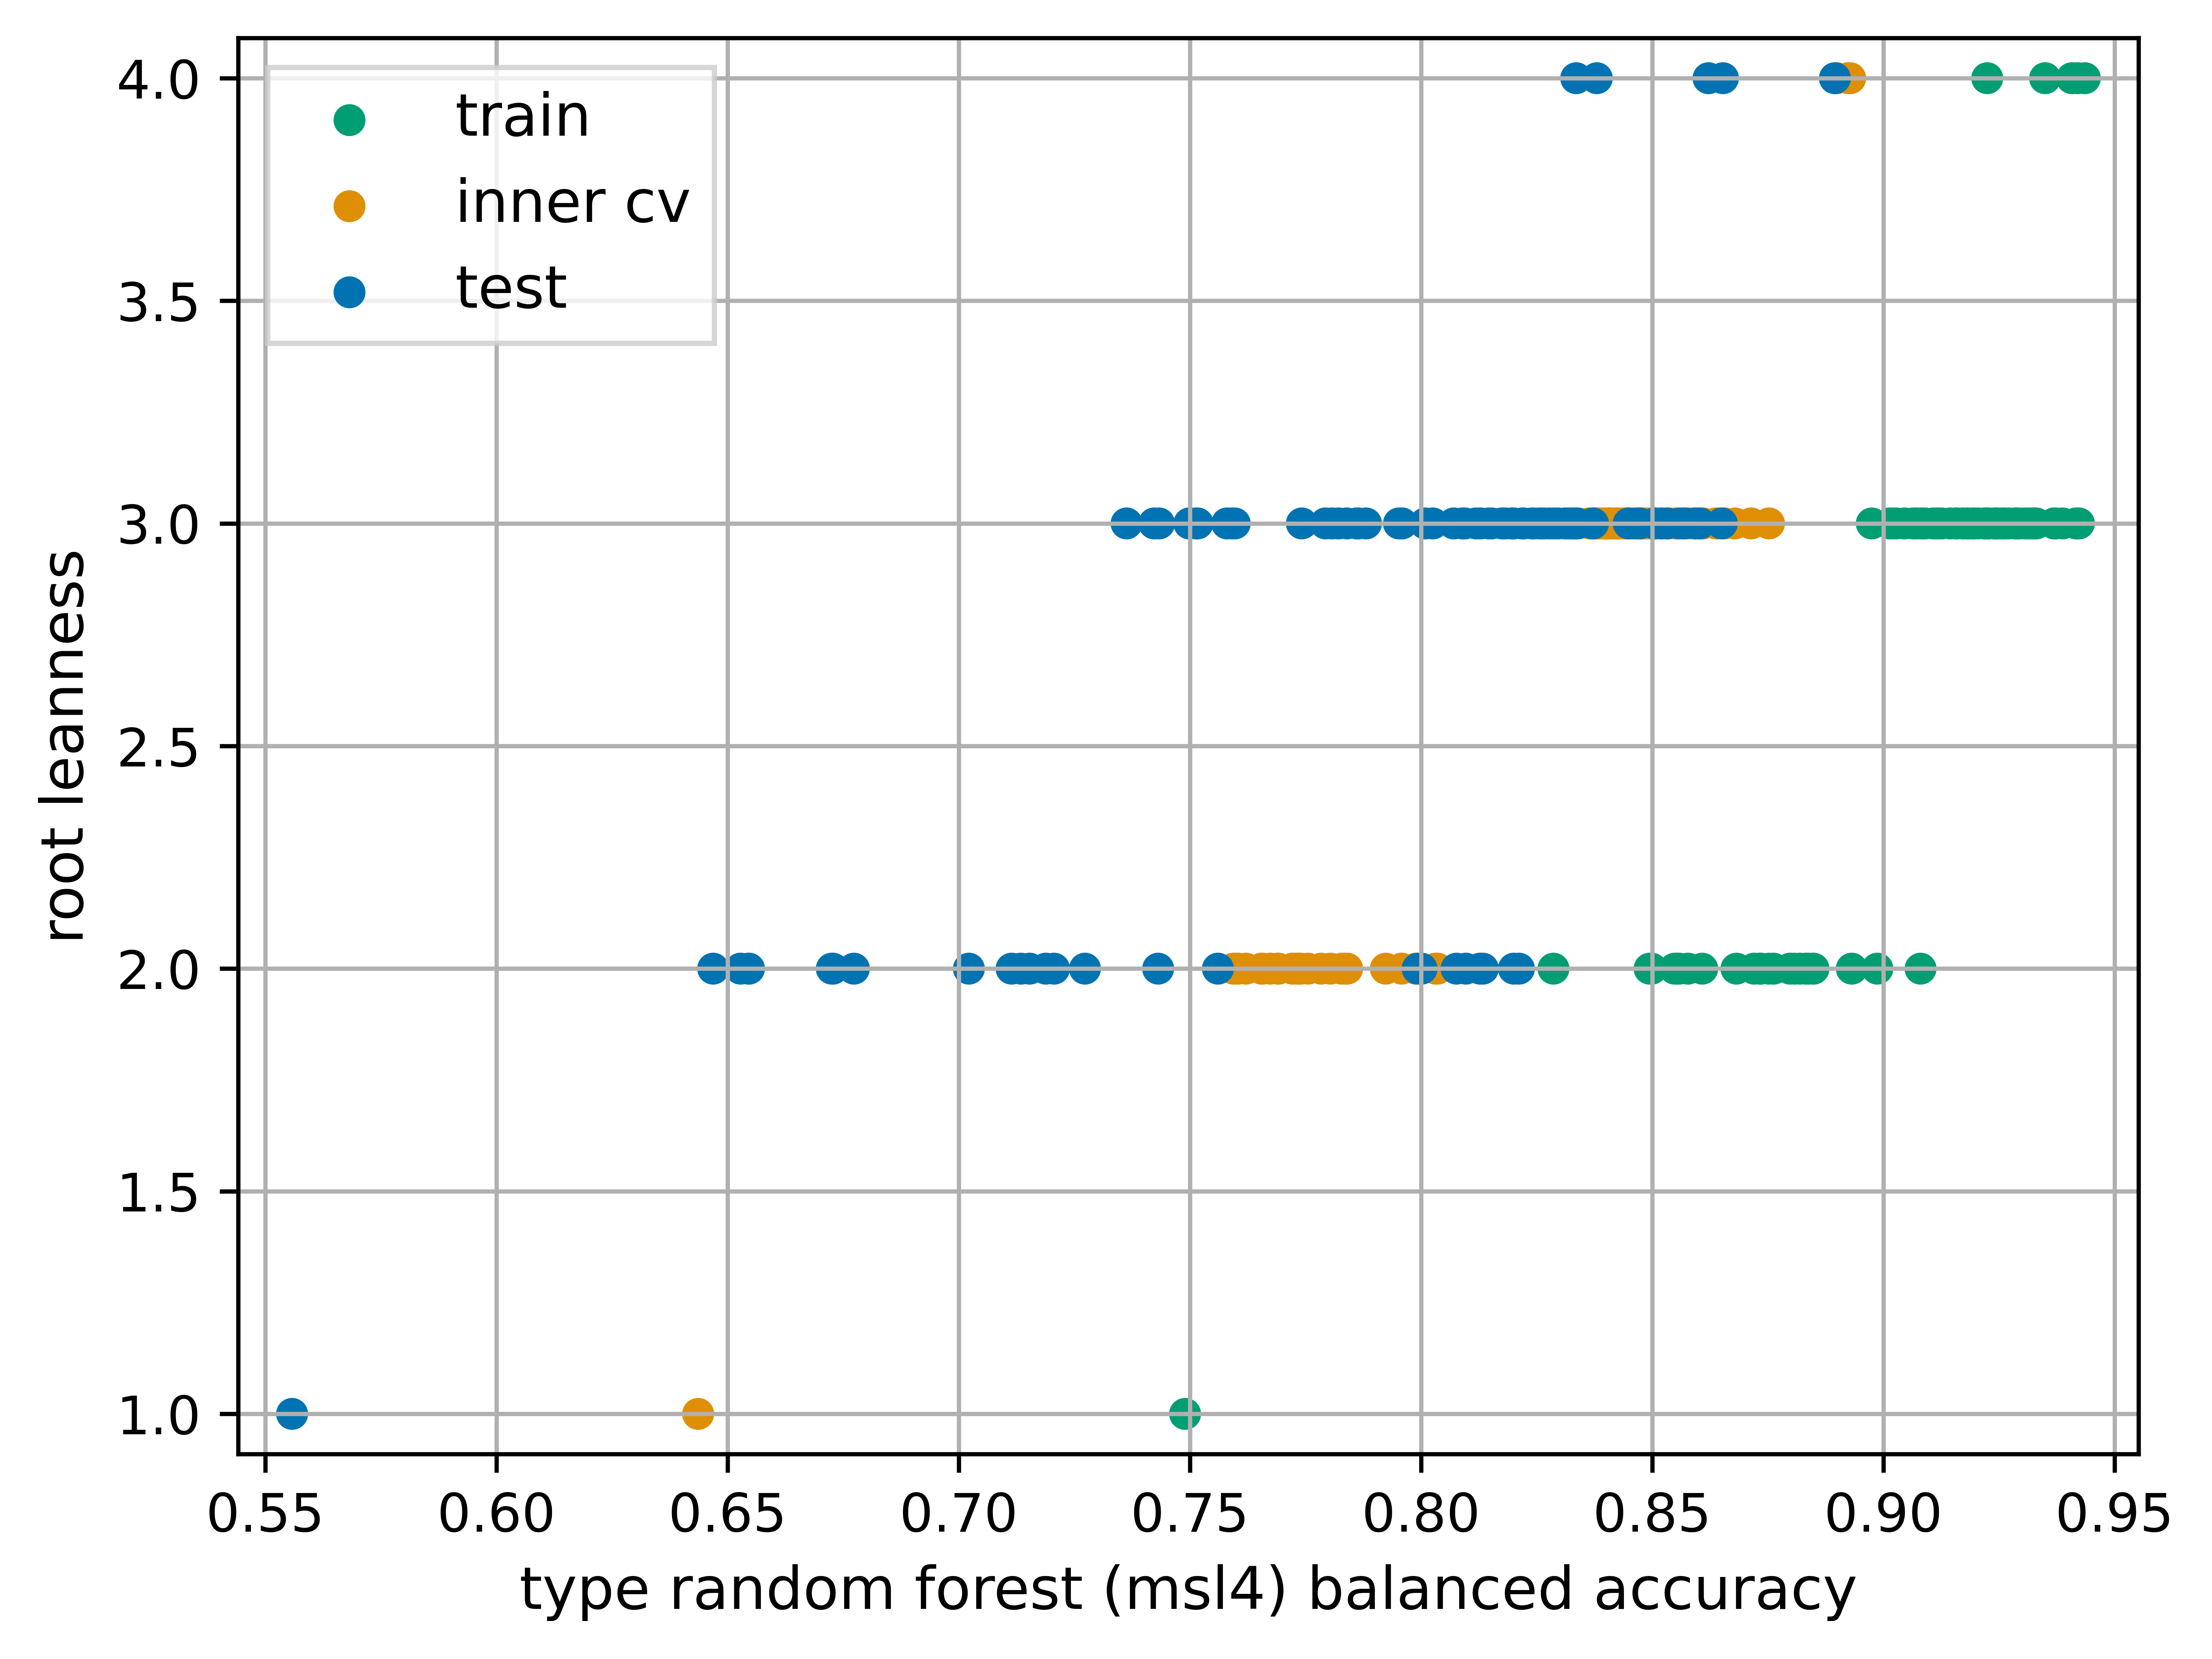 train
inner cv
test
4.0
3.5
3.0
2.5
2.0
1.5
1.0
root leanness
0.55 0.60 0.65 0.70 0.75 0.80 0.85 0.90 0.95
type random forest (msl4) balanced accuracy